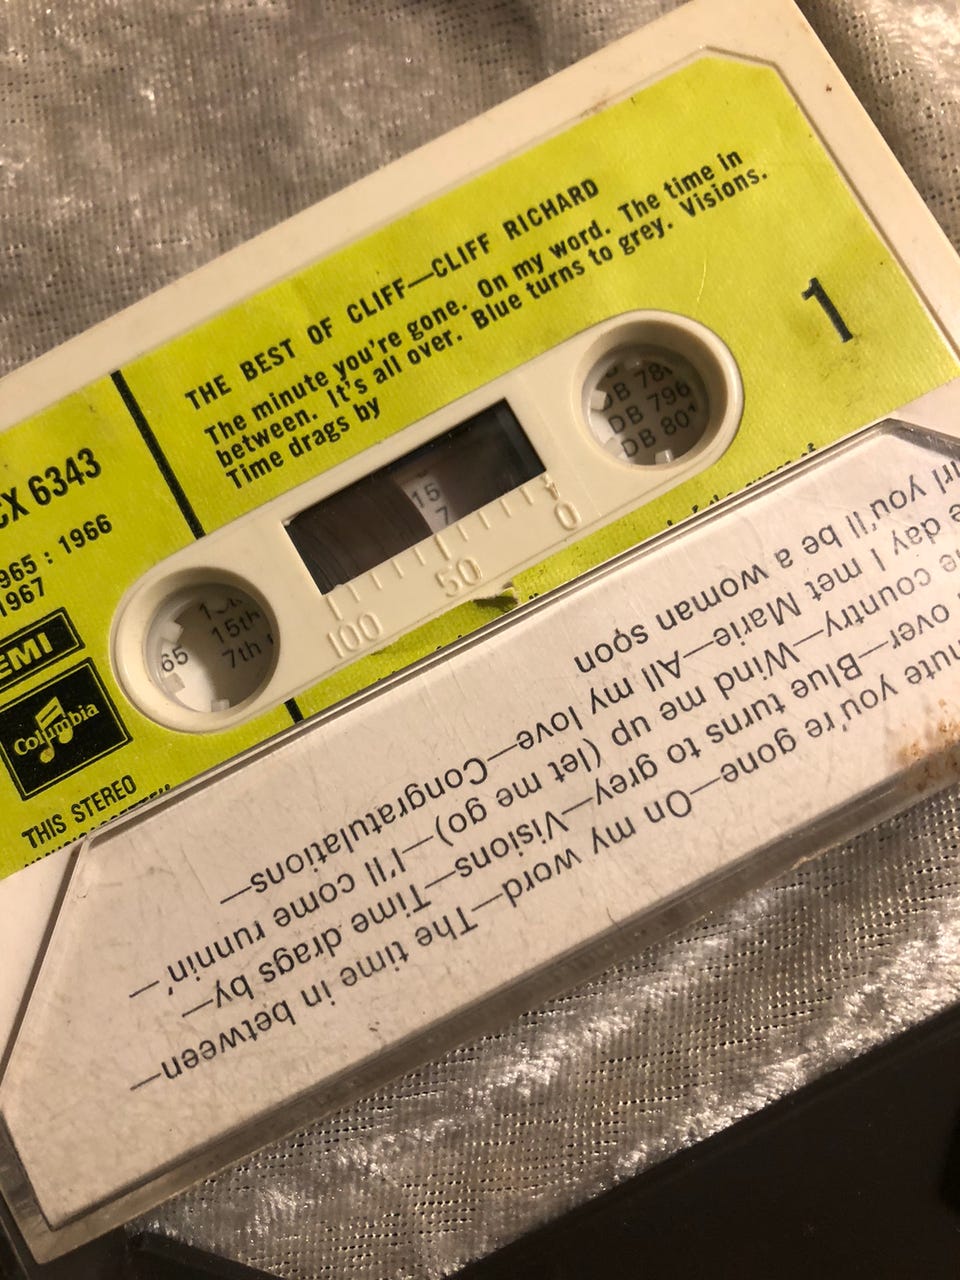 THE BEST OF CLIFF—CLIFF RICHARD
The minute you're gone. On my word. The time in
between. It's all over. Blue turns to grey. Visions.
Time drags by
1
CX 6343
965 : 1966
1967
EMI
Columbia
THIS STEREO
DB 796
DB 80
15
7
100 50 0
65
15th
7th
you're gone—On my word—The time in between—
over—Blue turns to grey—Visions—Time drags by—
country—Wind me up (let me go)—I'll come runnin'—
day I met Marie—All my love—Congratulations—
you'll be a woman soon